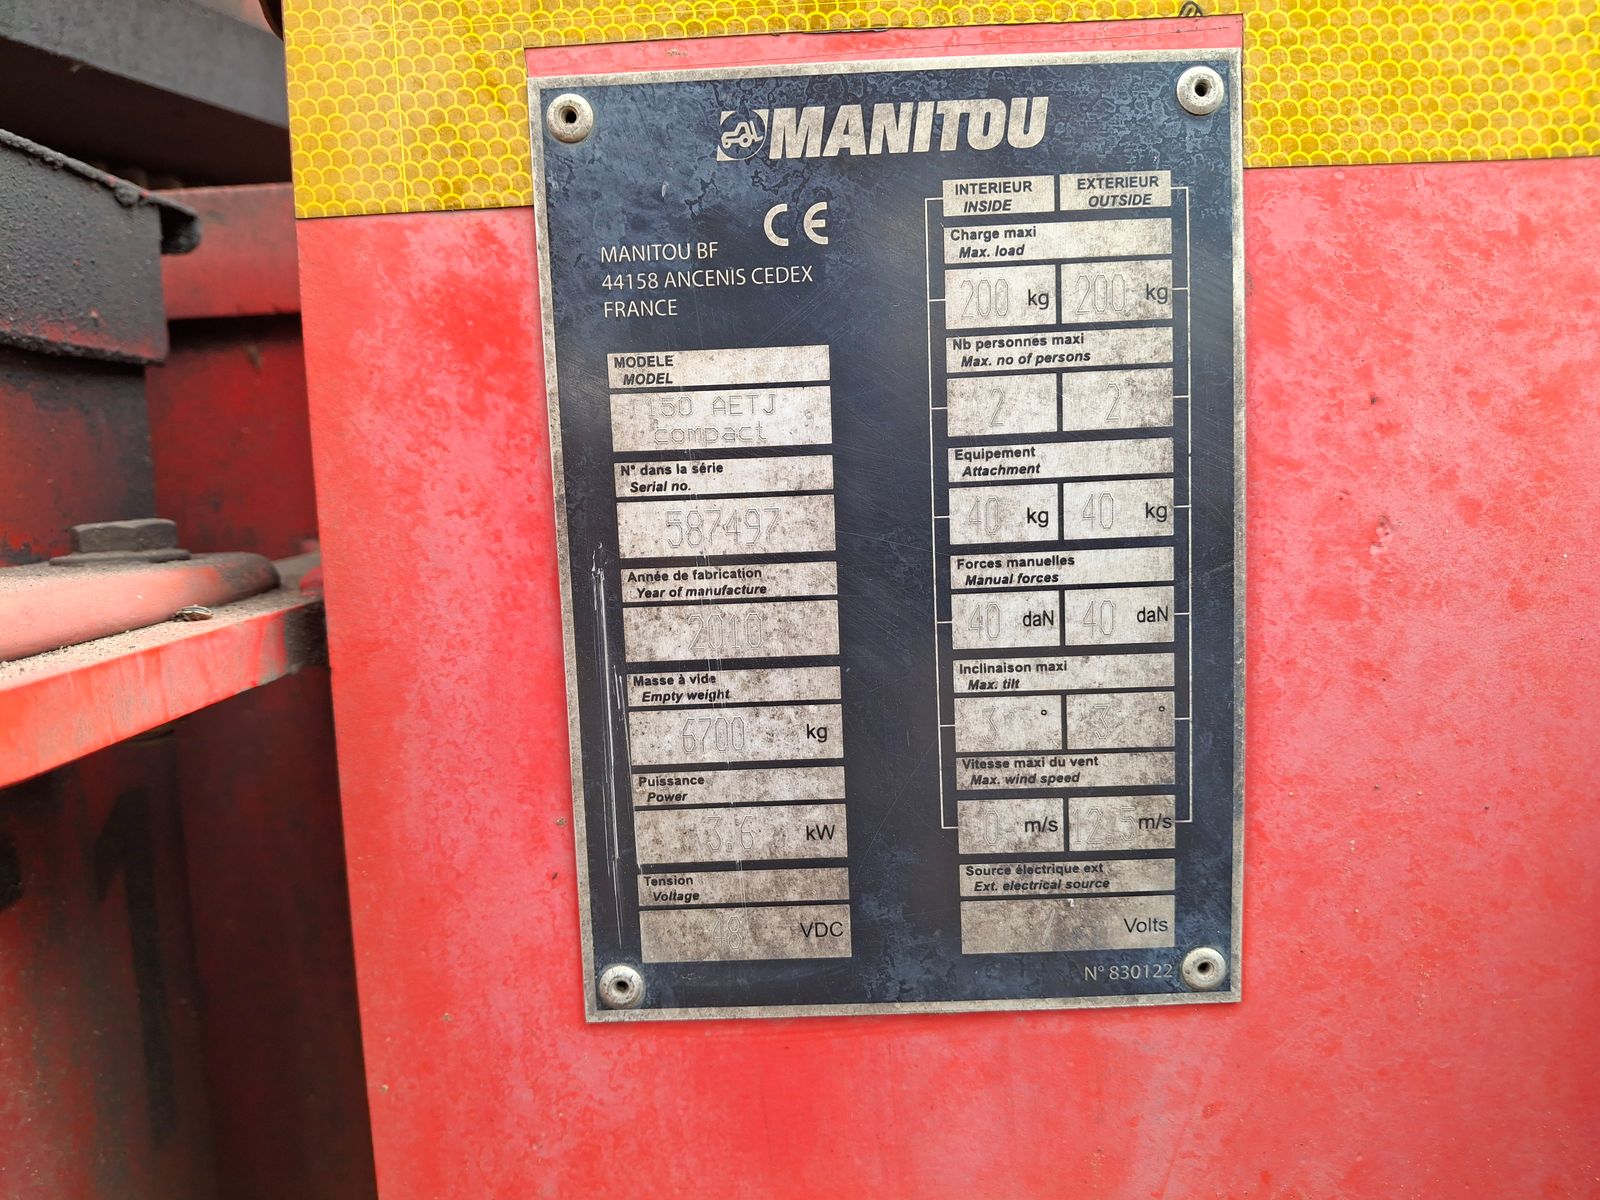 MANITOU
CE
MANITOU BF
44158 ANCENIS CEDEX
FRANCE
MODELE
MODEL
150 AETJ
compact
N° dans la série
Serial no.
587497
Année de fabrication
Year of manufacture
2010
Masse à vide
Empty weight
6700 kg
Puissance
Power
3.6 kW
Tension
Voltage
48 VDC
INTERIEUR EXTERIEUR
INSIDE OUTSIDE
Charge maxi
Max. load
200 kg 200 kg
Nb personnes maxi
Max. no of persons
2 2
Equipement
Attachment
40 kg 40 kg
Forces manuelles
Manual forces
40 daN 40 daN
Inclinaison maxi
Max. tilt
3 ° 3 °
Vitesse maxi du vent
Max. wind speed
0 m/s 12.5 m/s
Source électrique ext
Ext. electrical source
/ Volts
N° 830122